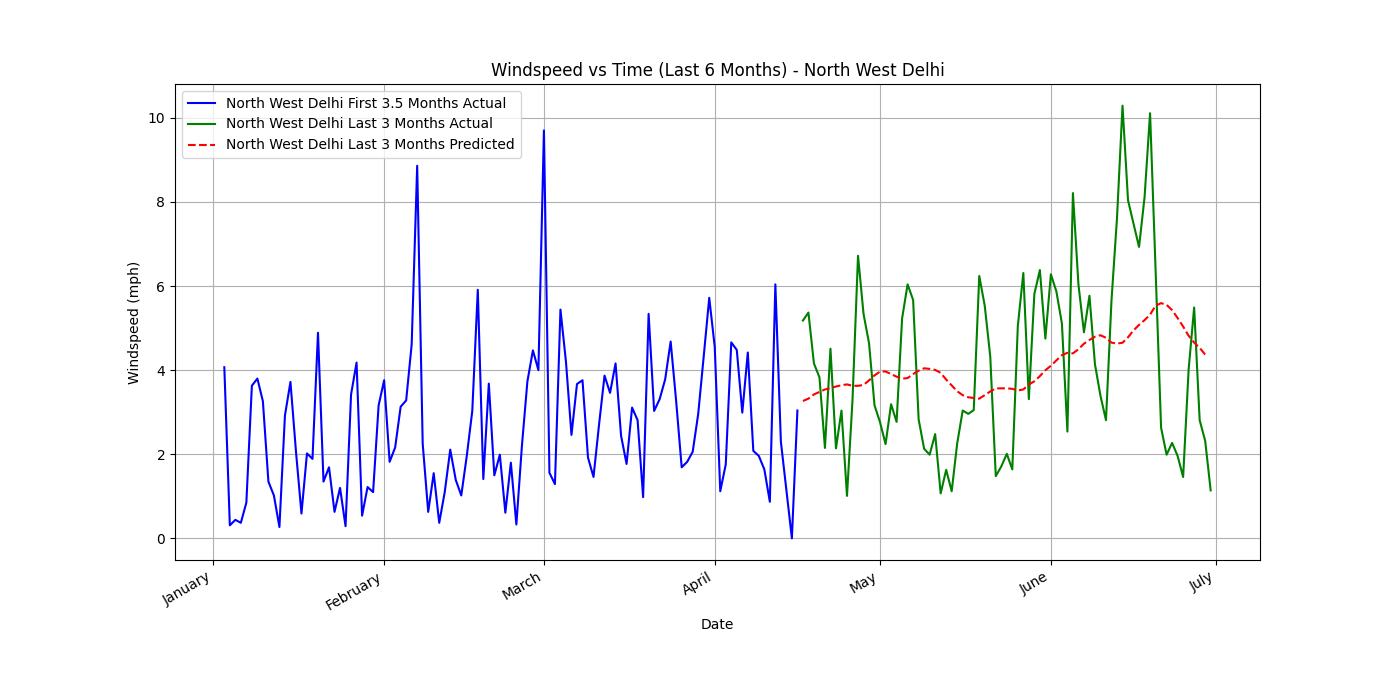 Windspeed vs Time (Last 6 Months) - North West Delhi
North West Delhi First 3.5 Months Actual
North West Delhi Last 3 Months Actual
North West Delhi Last 3 Months Predicted
Windspeed (mph)
10
8
6
4
2
0
January
February
March
April
May
June
July
Date